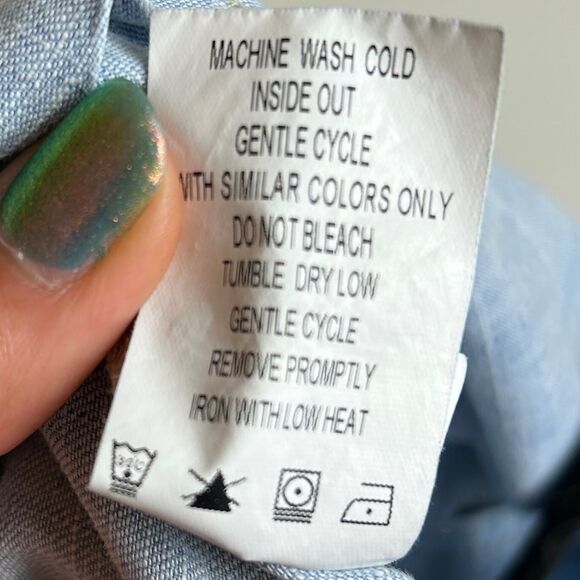 MACHINE WASH COLD
INSIDE OUT
GENTLE CYCLE
WITH SIMILAR COLORS ONLY
DO NOT BLEACH
TUMBLE DRY LOW
GENTLE CYCLE
REMOVE PROMPTLY
IRON WITH LOW HEAT